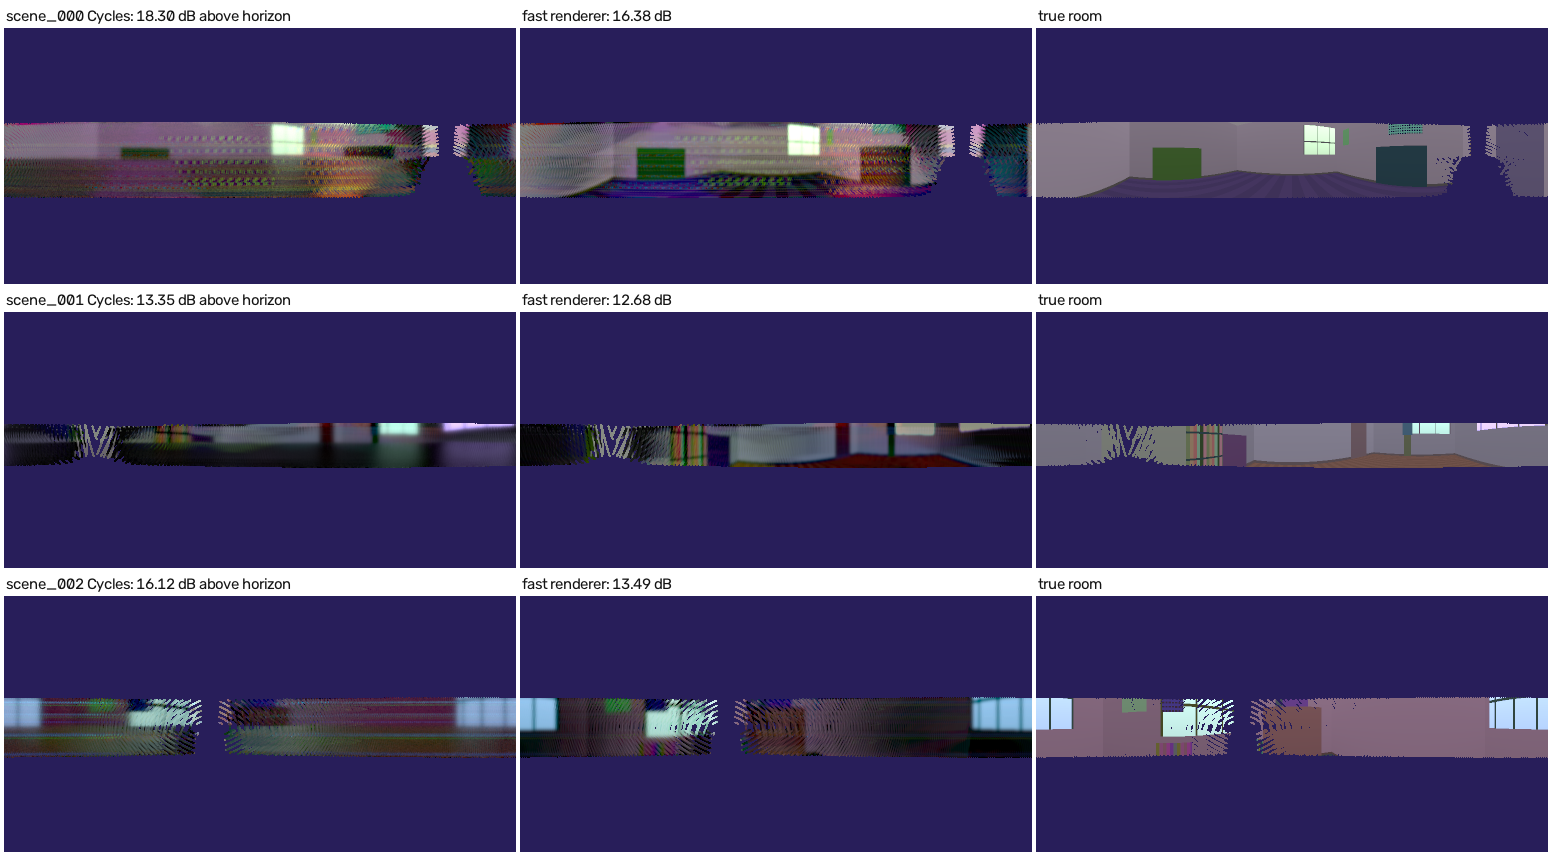 scene_000 Cycles: 18.30 dB above horizon
fast renderer: 16.38 dB
true room
scene_001 Cycles: 13.35 dB above horizon
fast renderer: 12.68 dB
true room
scene_002 Cycles: 16.12 dB above horizon
fast renderer: 13.49 dB
true room